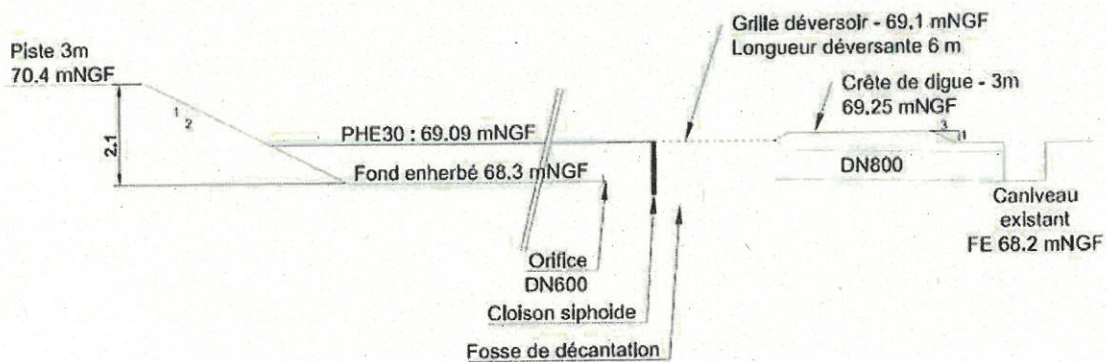 Grille déversoir - 69.1 mNGF
Longueur déversante 6 m
Piste 3m
70.4 mNGF
Crête de digue - 3m
69.25 mNGF
1
2
2.1
PHE30 : 69.09 mNGF
Fond enherbé 68.3 mNGF
3
1
DN800
Caniveau
existant
FE 68.2 mNGF
Orifice
DN600
Cloison siphoide
Fosse de décantation